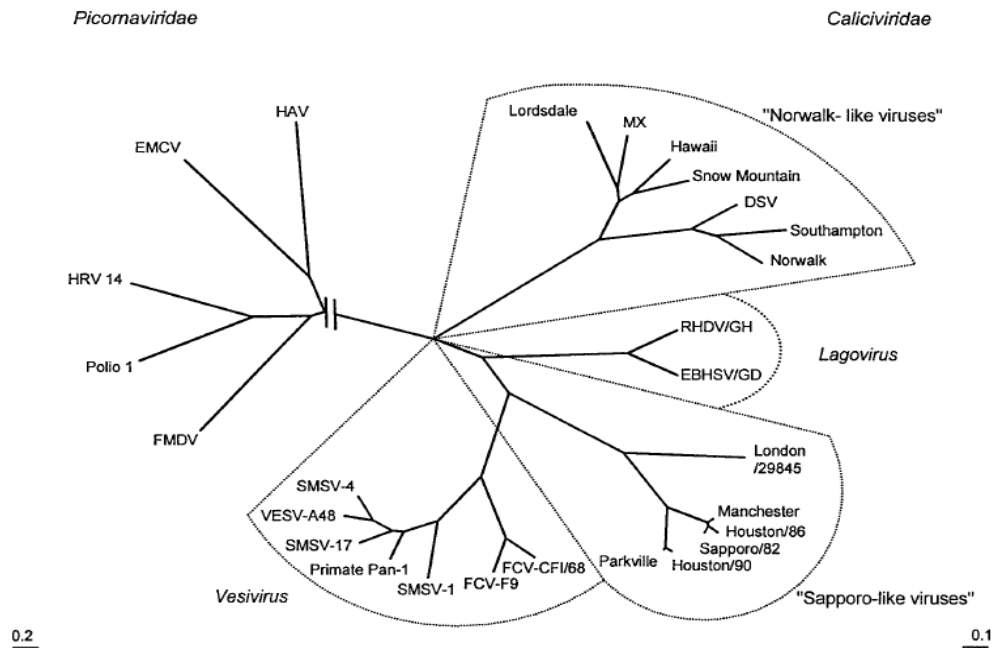 Picornaviridae
Caliciviridae
HAV
EMCV
HRV 14
Polio 1
FMDV
Lordsdale
MX
"Norwalk- like viruses"
Hawaii
Snow Mountain
DSV
Southampton
Norwalk
RHDV/GH
EBHSV/GD
Lagovirus
London
/29845
Manchester
Houston/86
Sapporo/82
Houston/90
Parkville
"Sapporo-like viruses"
SMSV-4
VESV-A48
SMSV-17
Primate Pan-1
SMSV-1
FCV-F9
FCV-CFI/68
Vesivirus
0.2
0.1